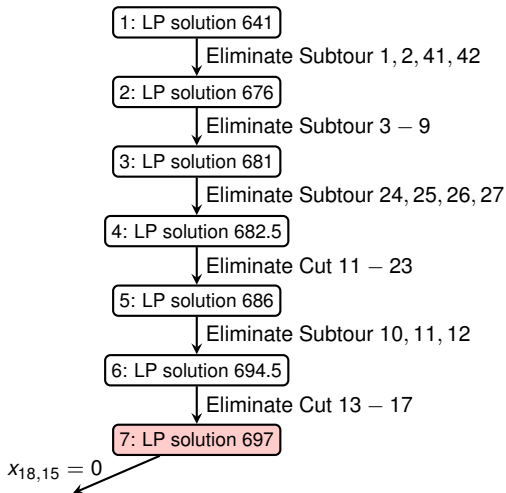 1: LP solution 641
Eliminate Subtour 1, 2, 41, 42
2: LP solution 676
Eliminate Subtour 3 − 9
3: LP solution 681
Eliminate Subtour 24, 25, 26, 27
4: LP solution 682.5
Eliminate Cut 11 − 23
5: LP solution 686
Eliminate Subtour 10, 11, 12
6: LP solution 694.5
Eliminate Cut 13 − 17
7: LP solution 697
x18,15 = 0